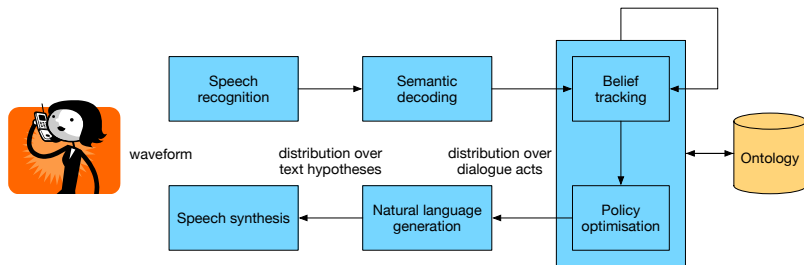 Speech
recognition
Semantic
decoding
Belief
tracking
waveform
distribution over
text hypotheses
distribution over
dialogue acts
Ontology
Speech synthesis
Natural language
generation
Policy
optimisation